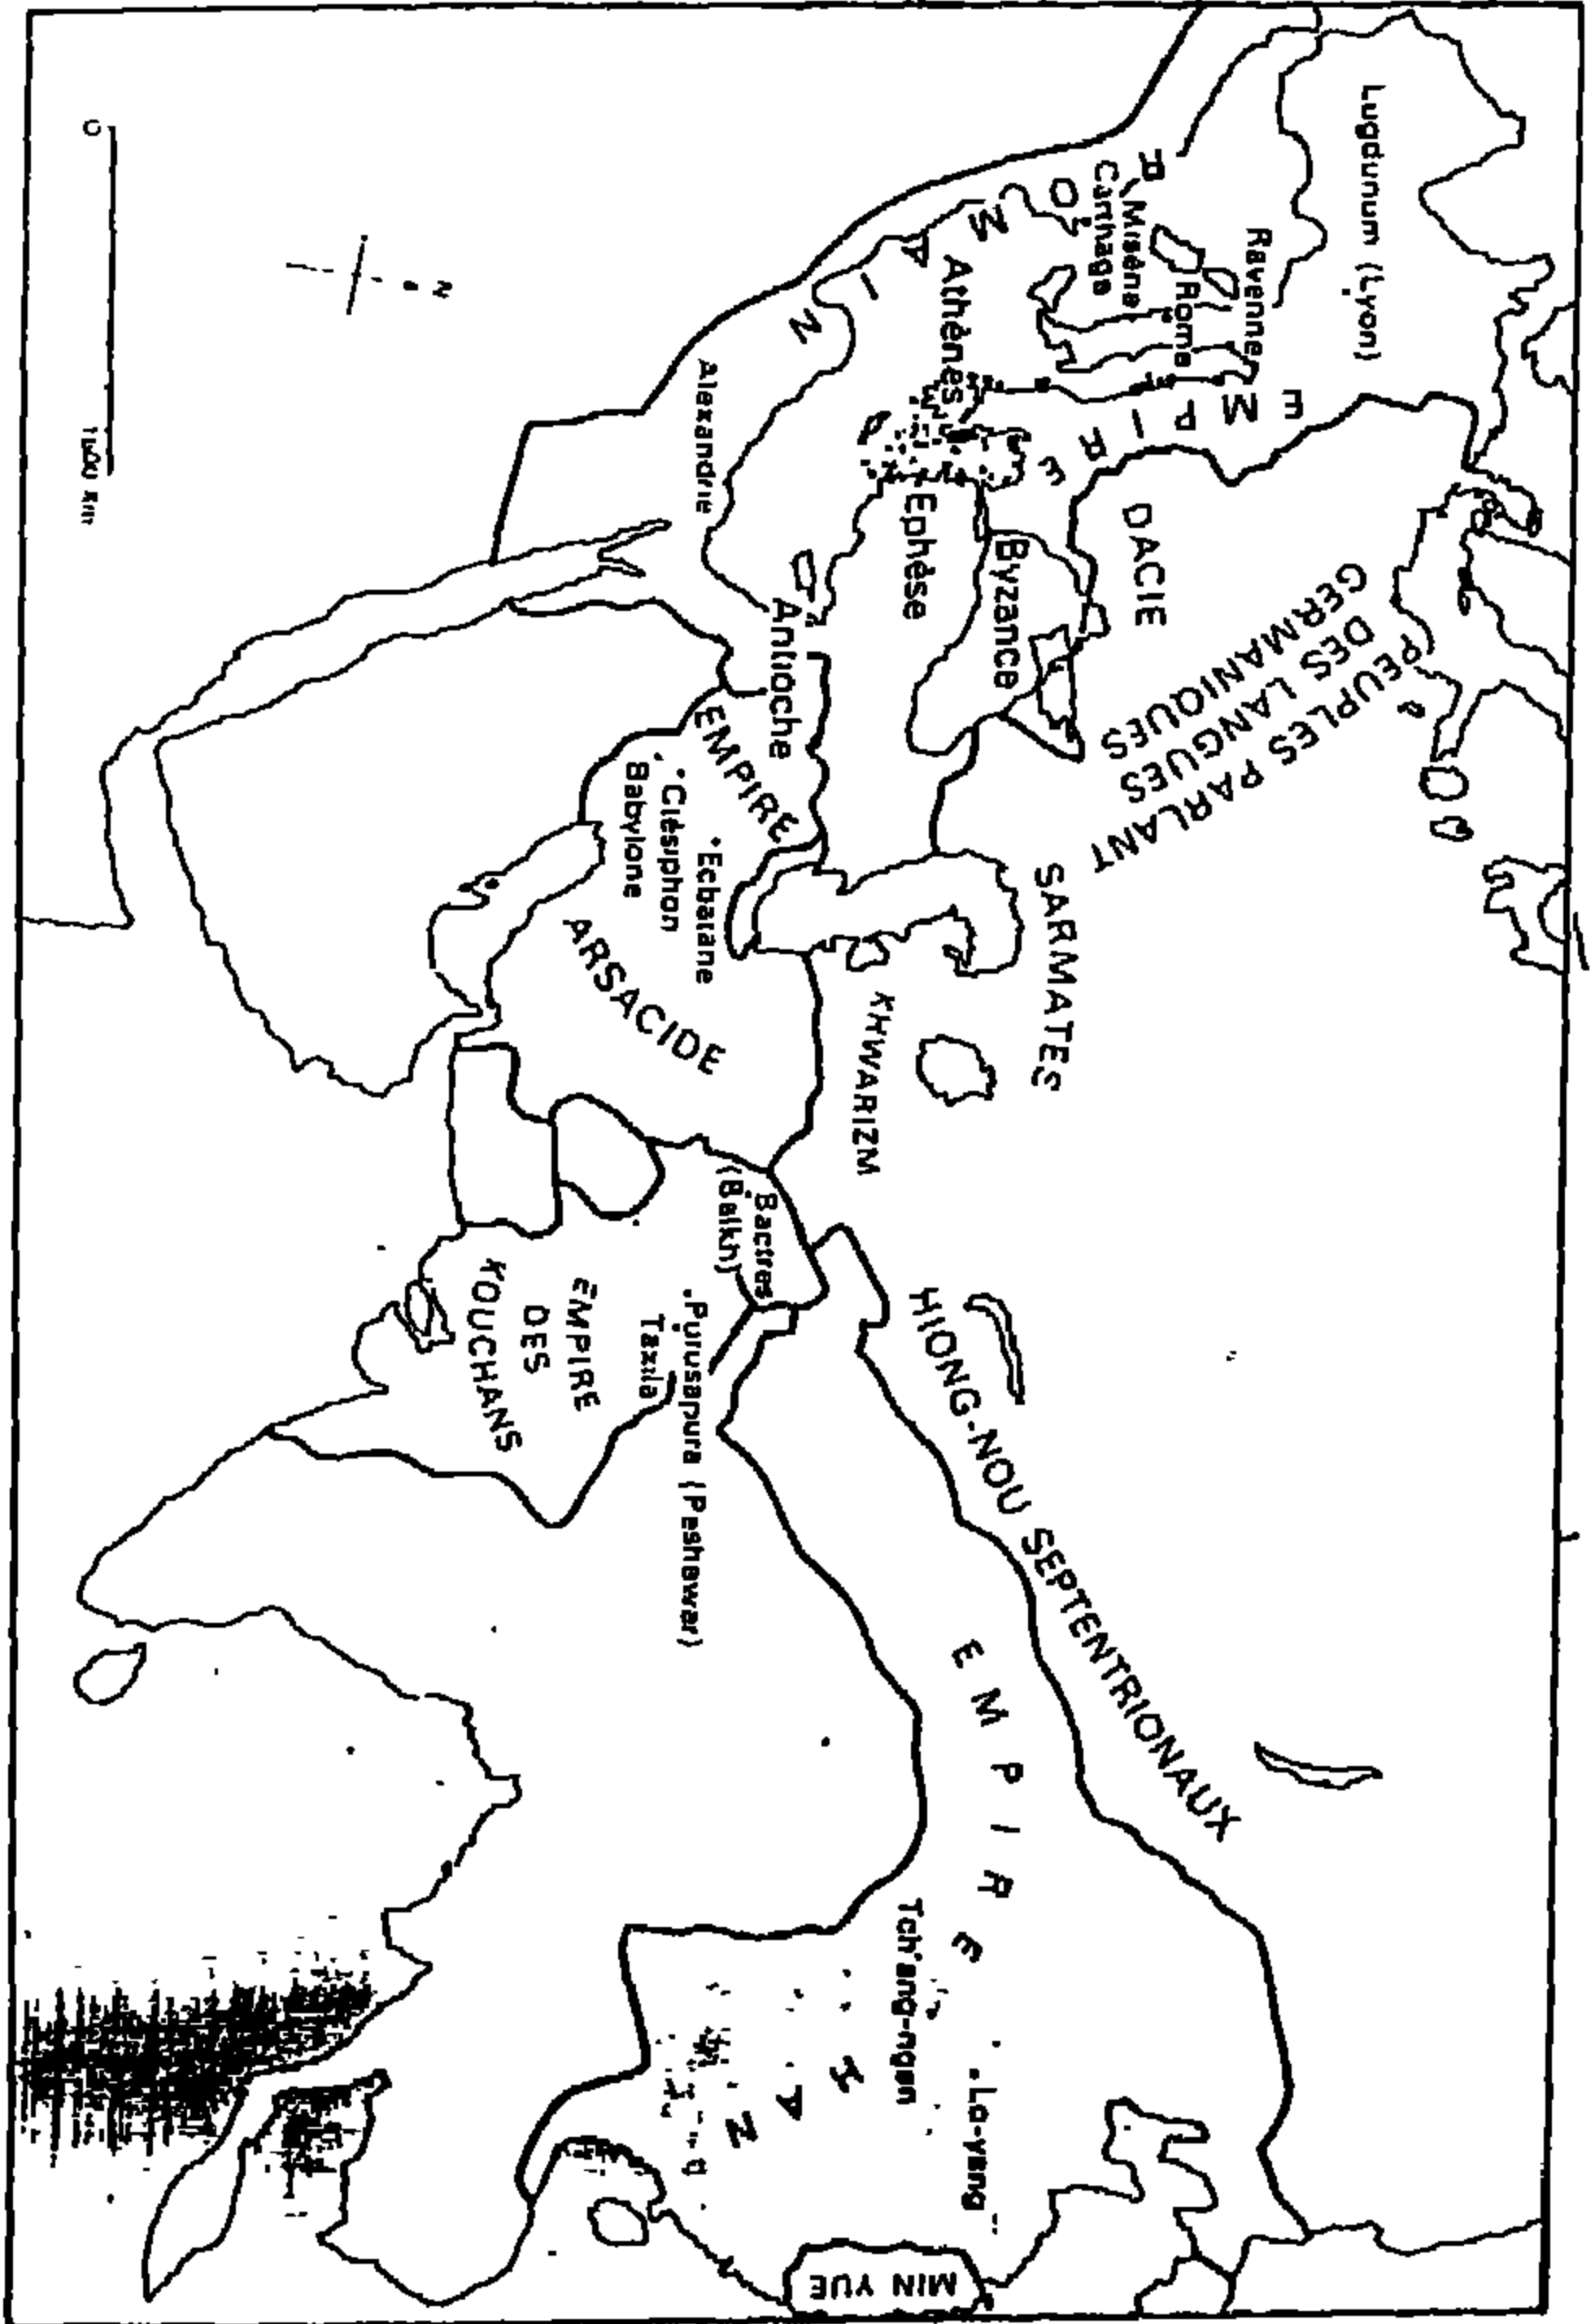 Lugdunum (Lyon)
Ravenne
Rome
Misène
Carthage
EMPIRE
ROMAIN
Athènes
DACIE
Byzance
Ephèse
Alexandrie
Antioche
PEUPLES PARLANT
DES LANGUES
GERMANIQUES
SARMATES
KHWARIZM
EMPIRE
ARSACIDE
Ecbatane
Ctésiphon
Babylone
Bactres
(Balkh)
Purusapura (Peshawar)
Taxila
EMPIRE
DES
KOUCHANS
HIONG-NOU SEPTENTRIONAUX
EMPIRE
HAN
Tch'ang-ngan
Lo-yang
MIN YUE
N
0